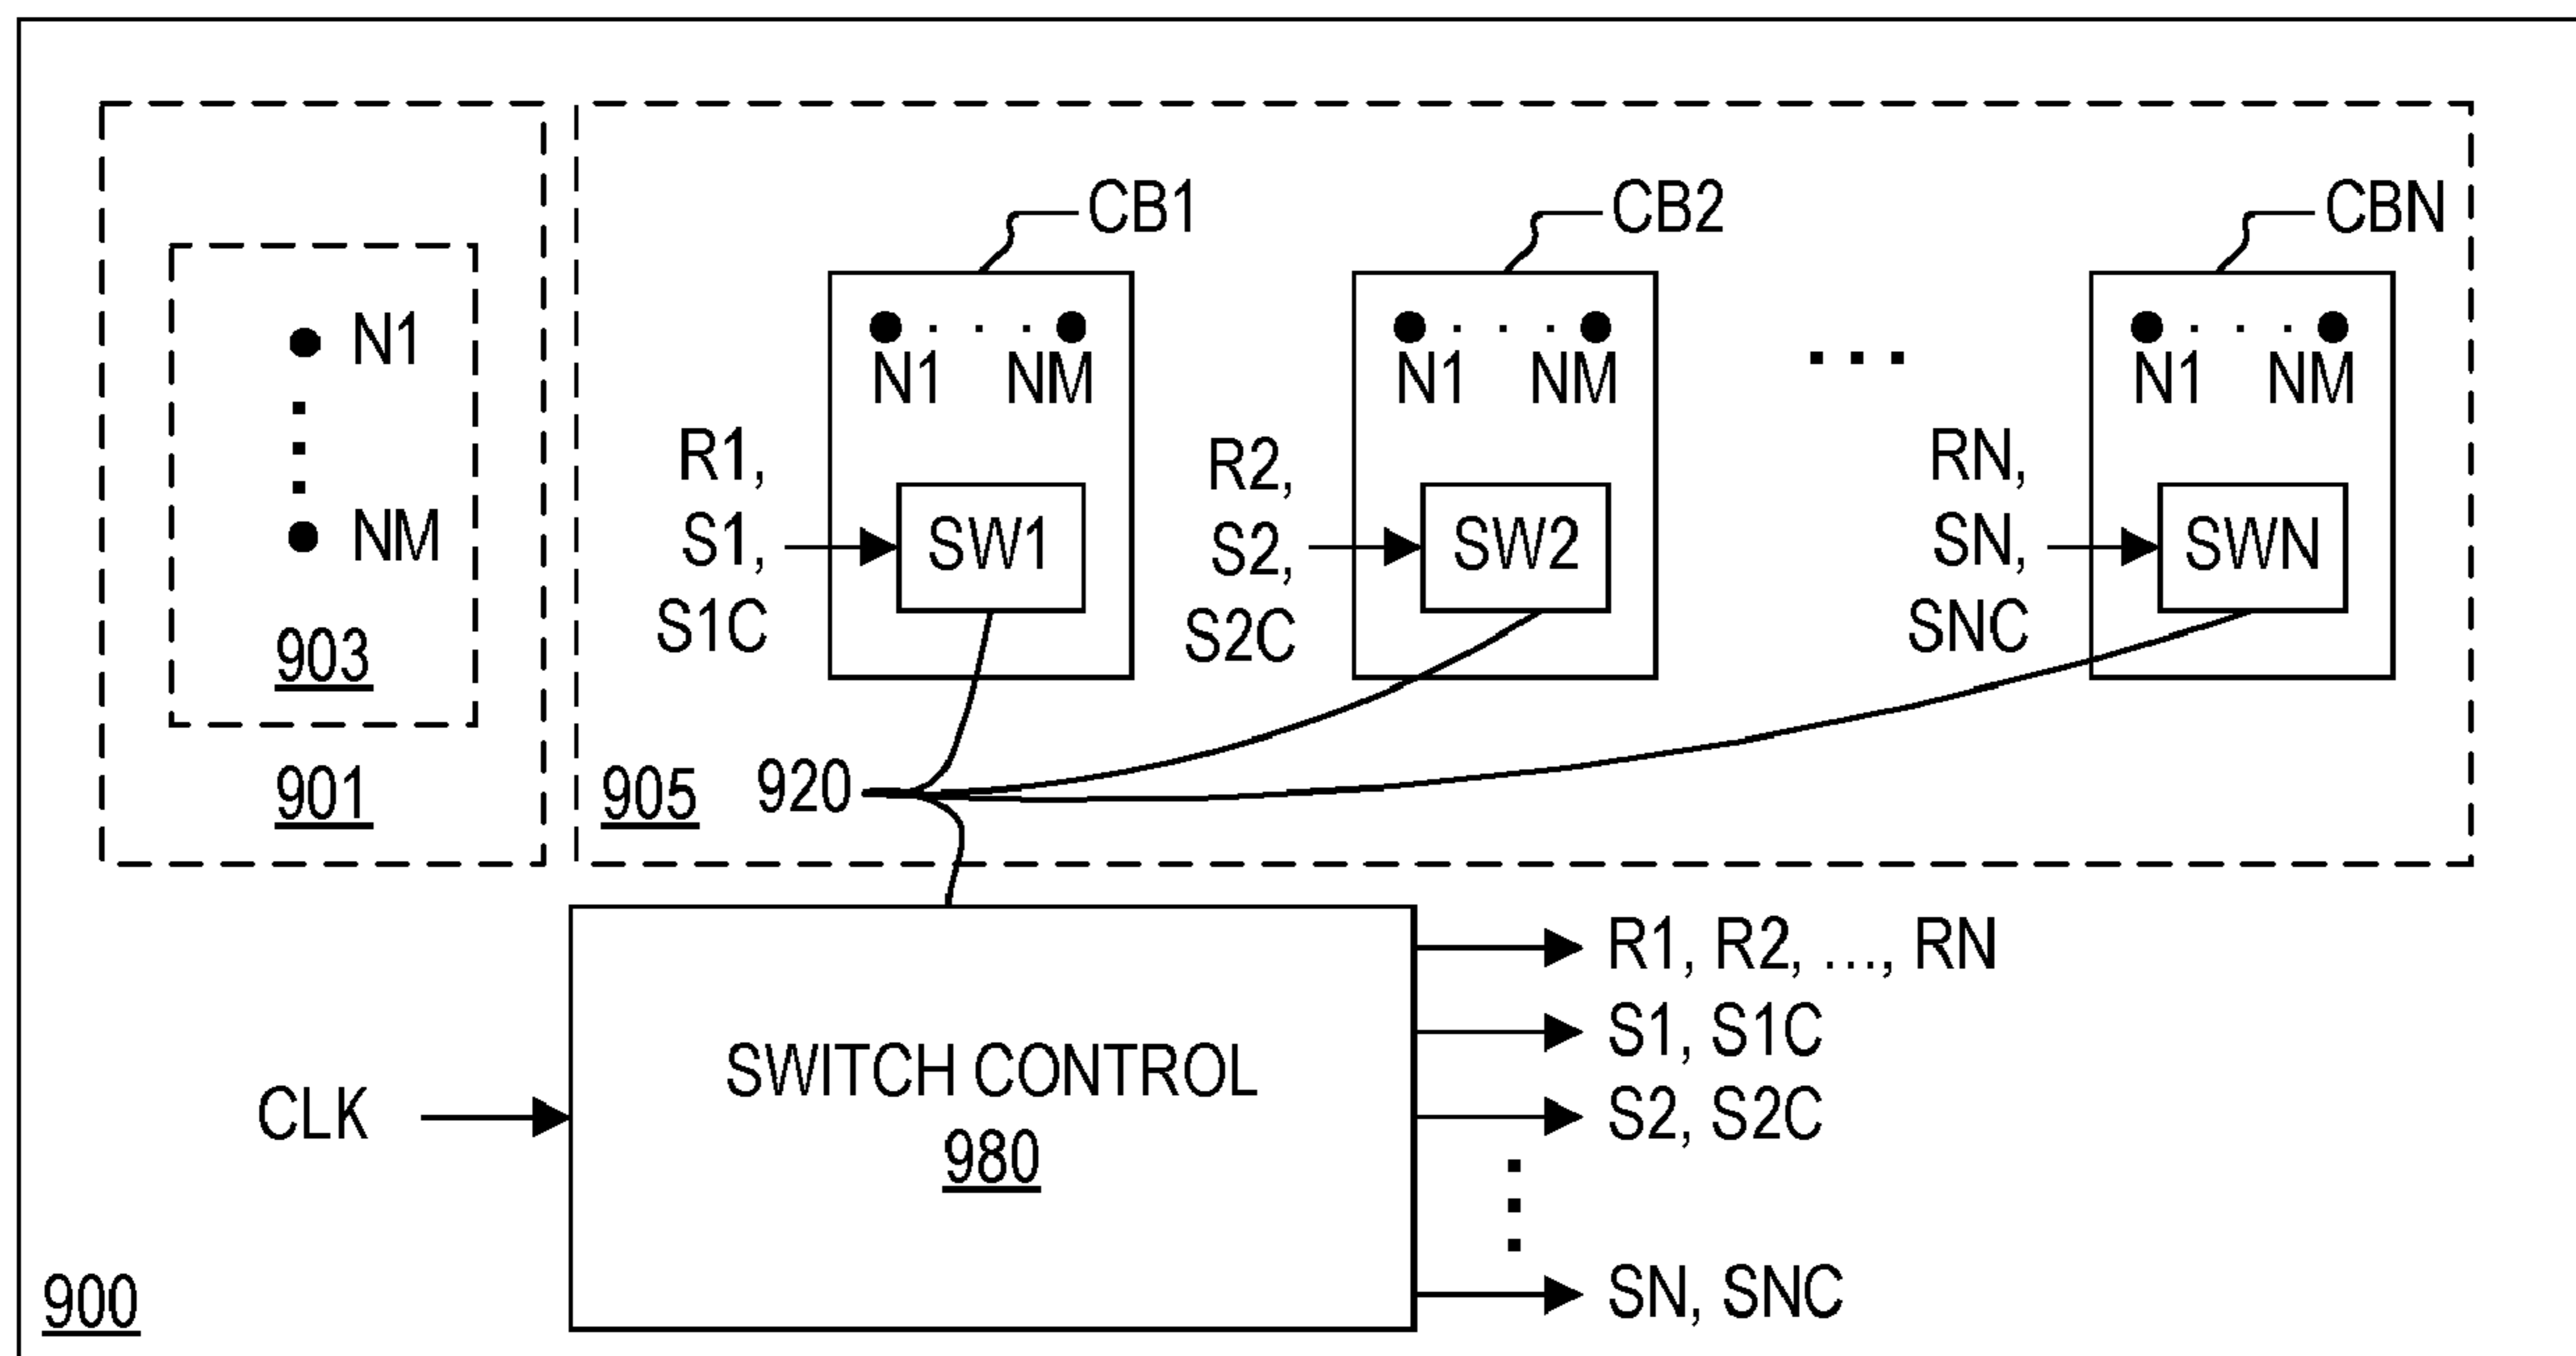 CB1
CB2
CBN
N1
NM
903
901
N1 NM
N1 NM
N1 NM
R1,
S1,
S1C
SW1
R2,
S2,
S2C
SW2
...
RN,
SN,
SNC
SWN
905
920
CLK
SWITCH CONTROL
980
R1, R2, ..., RN
S1, S1C
S2, S2C
SN, SNC
900